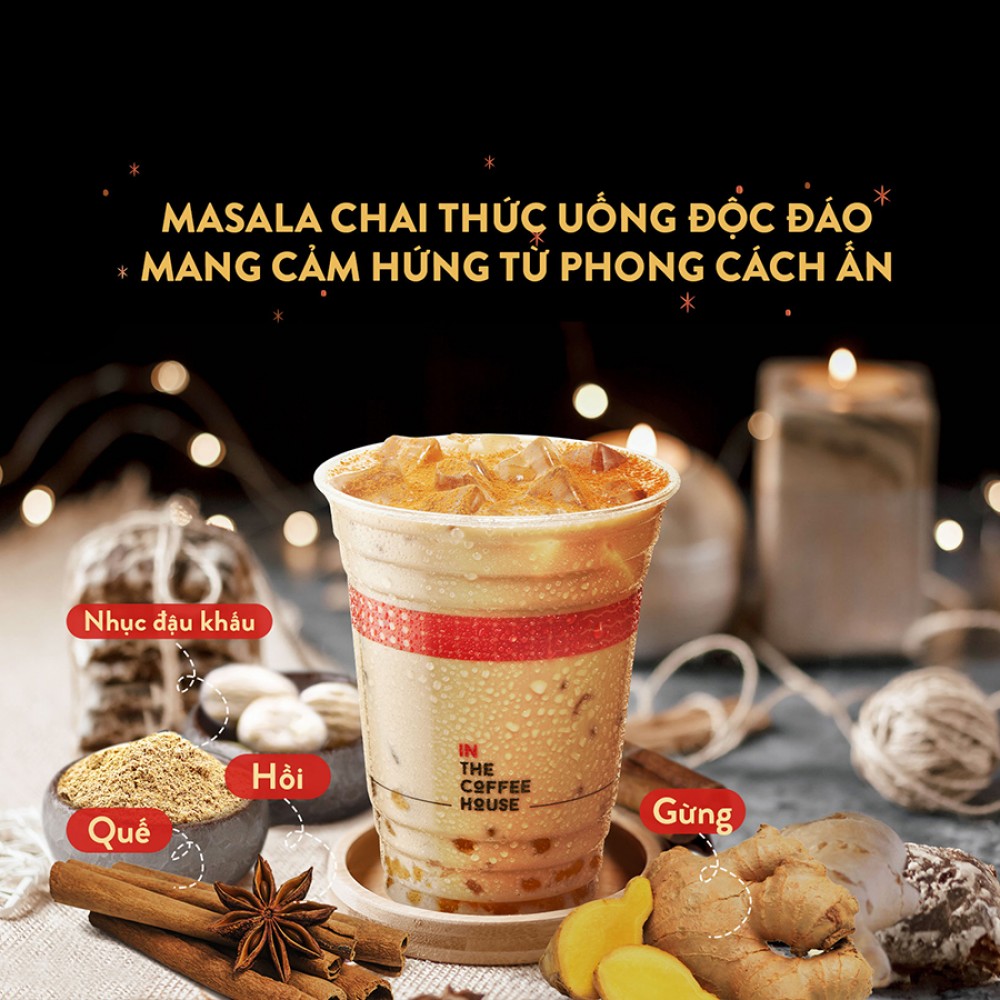 MASALA CHAI THỨC UỐNG ĐỘC ĐÁO
MANG CẢM HỨNG TỪ PHONG CÁCH ẤN
Nhục đậu khấu
Hồi
Quế
Gừng
IN
THE
COFFEE
HOUSE